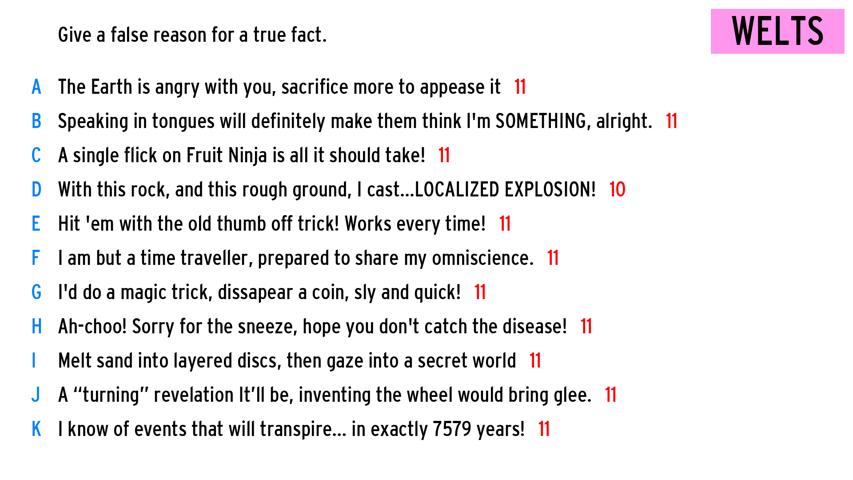 Give a false reason for a true fact.
WELTS
A The Earth is angry with you, sacrifice more to appease it 11
B Speaking in tongues will definitely make them think I'm SOMETHING, alright. 11
C A single flick on Fruit Ninja is all it should take! 11
D With this rock, and this rough ground, I cast...LOCALIZED EXPLOSION! 10
E Hit 'em with the old thumb off trick! Works every time! 11
F I am but a time traveller, prepared to share my omniscience. 11
G I'd do a magic trick, dissapear a coin, sly and quick! 11
H Ah-choo! Sorry for the sneeze, hope you don't catch the disease! 11
I Melt sand into layered discs, then gaze into a secret world 11
J A “turning” revelation It’ll be, inventing the wheel would bring glee. 11
K I know of events that will transpire... in exactly 7579 years! 11